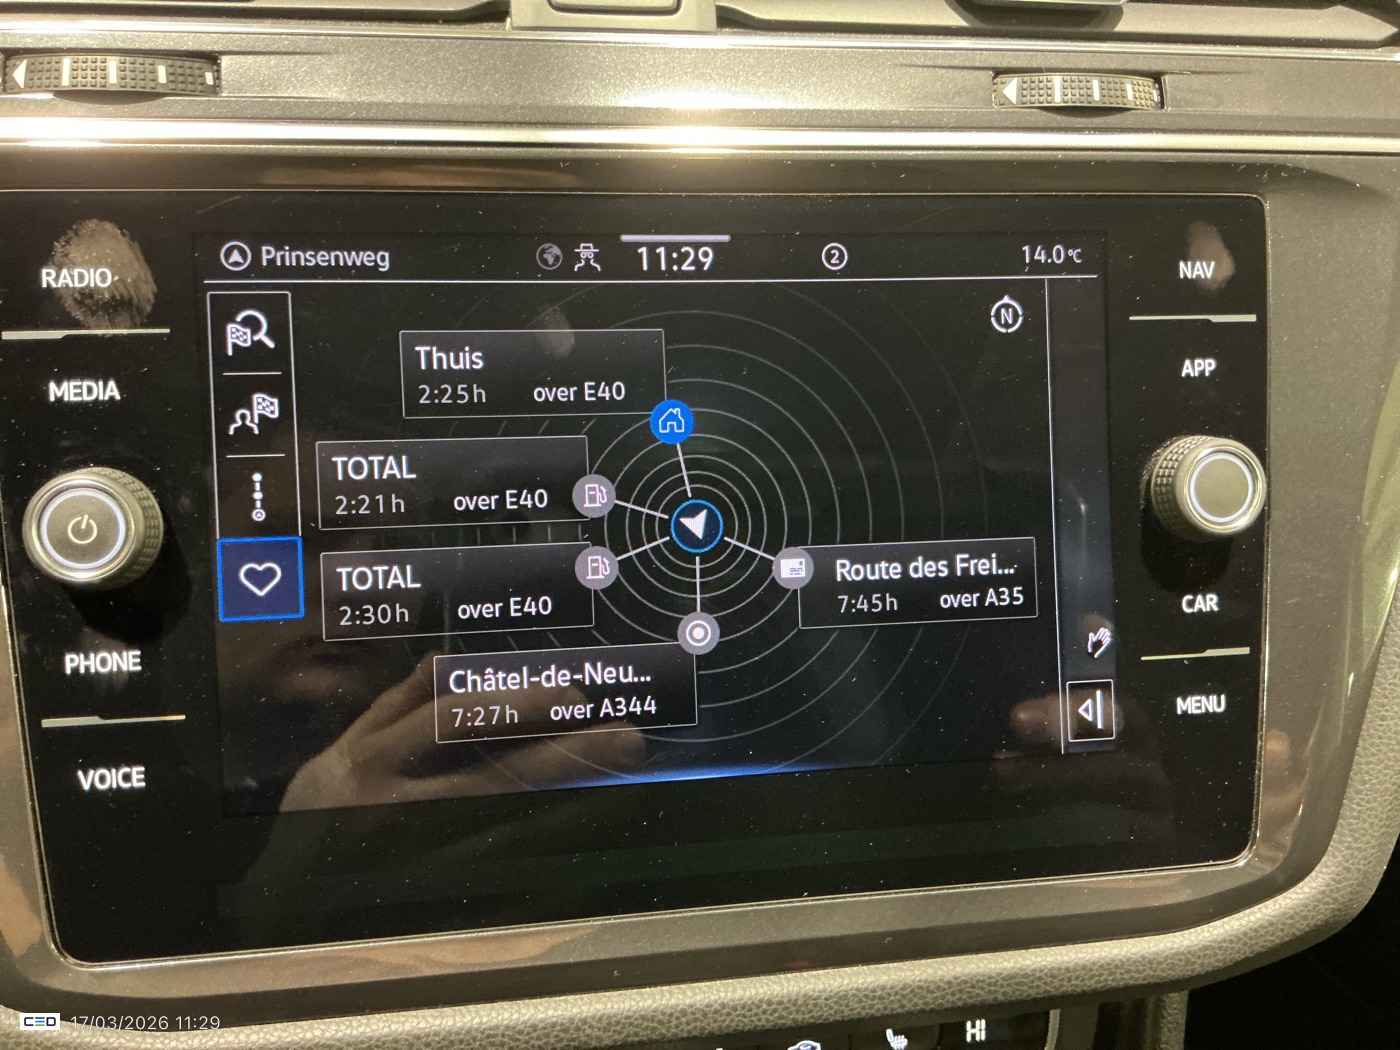 Prinsenweg
11:29
2
14.0°C
RADIO
MEDIA
PHONE
VOICE
NAV
APP
CAR
MENU
N
Thuis
2:25h over E40
TOTAL
2:21h over E40
TOTAL
2:30h over E40
Châtel-de-Neu...
7:27h over A344
Route des Frei...
7:45h over A35
HI
CEO 17/03/2026 11:29